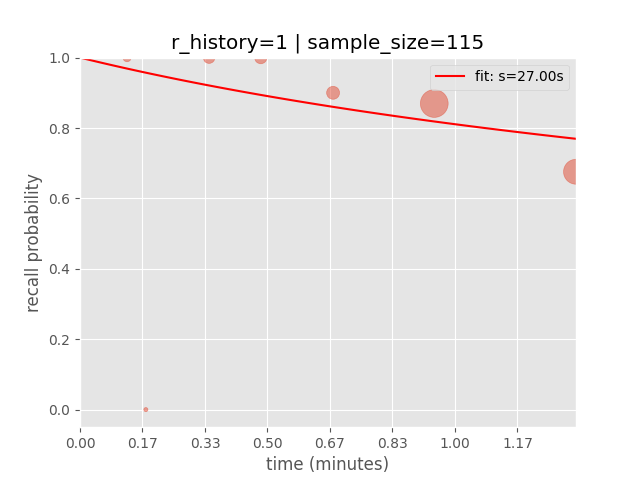 r_history=1 | sample_size=115
fit: s=27.00s
1.0
0.8
0.6
0.4
0.2
0.0
recall probability
0.00 0.17 0.33 0.50 0.67 0.83 1.00 1.17
time (minutes)